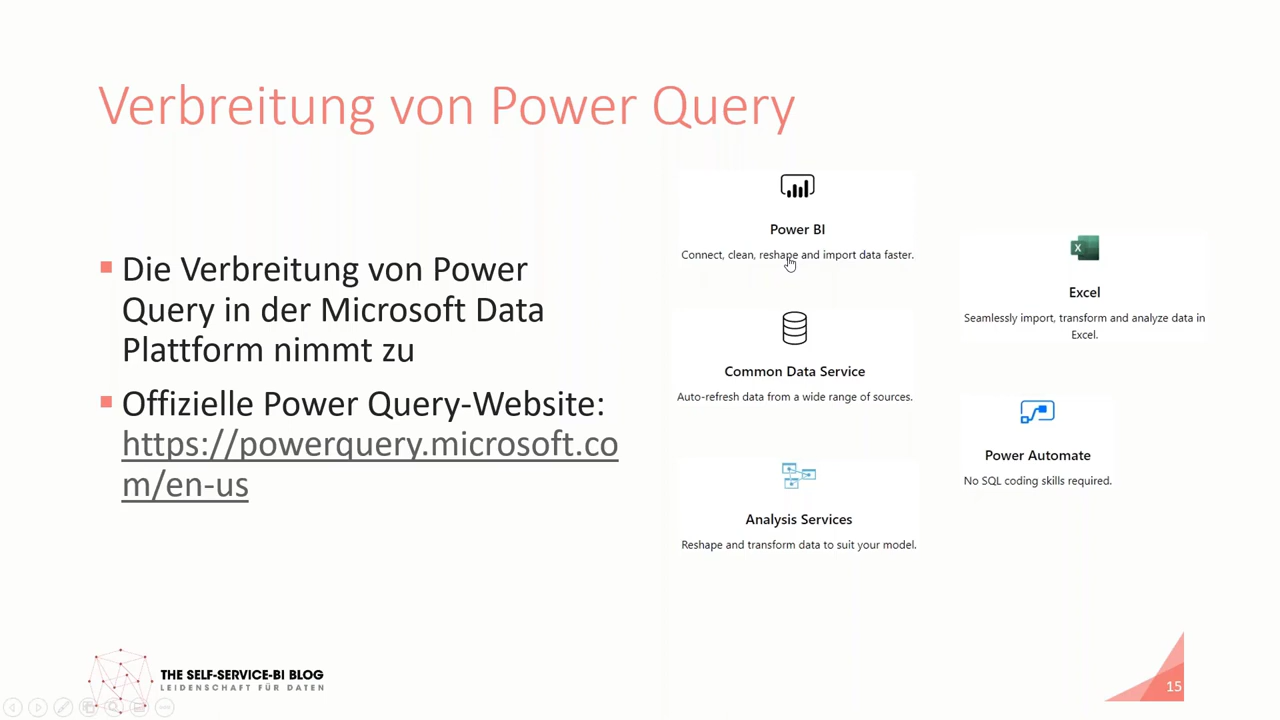 Verbreitung von Power Query
Die Verbreitung von Power
Query in der Microsoft Data
Plattform nimmt zu
Offizielle Power Query-Website:
https://powerquery.microsoft.co
m/en-us
Power BI
Connect, clean, reshape and import data faster.
Common Data Service
Auto-refresh data from a wide range of sources.
Analysis Services
Reshape and transform data to suit your model.
Excel
Seamlessly import, transform and analyze data in
Excel.
Power Automate
No SQL coding skills required.
THE SELF-SERVICE-BI BLOG
LEIDENSCHAFT FÜR DATEN
15